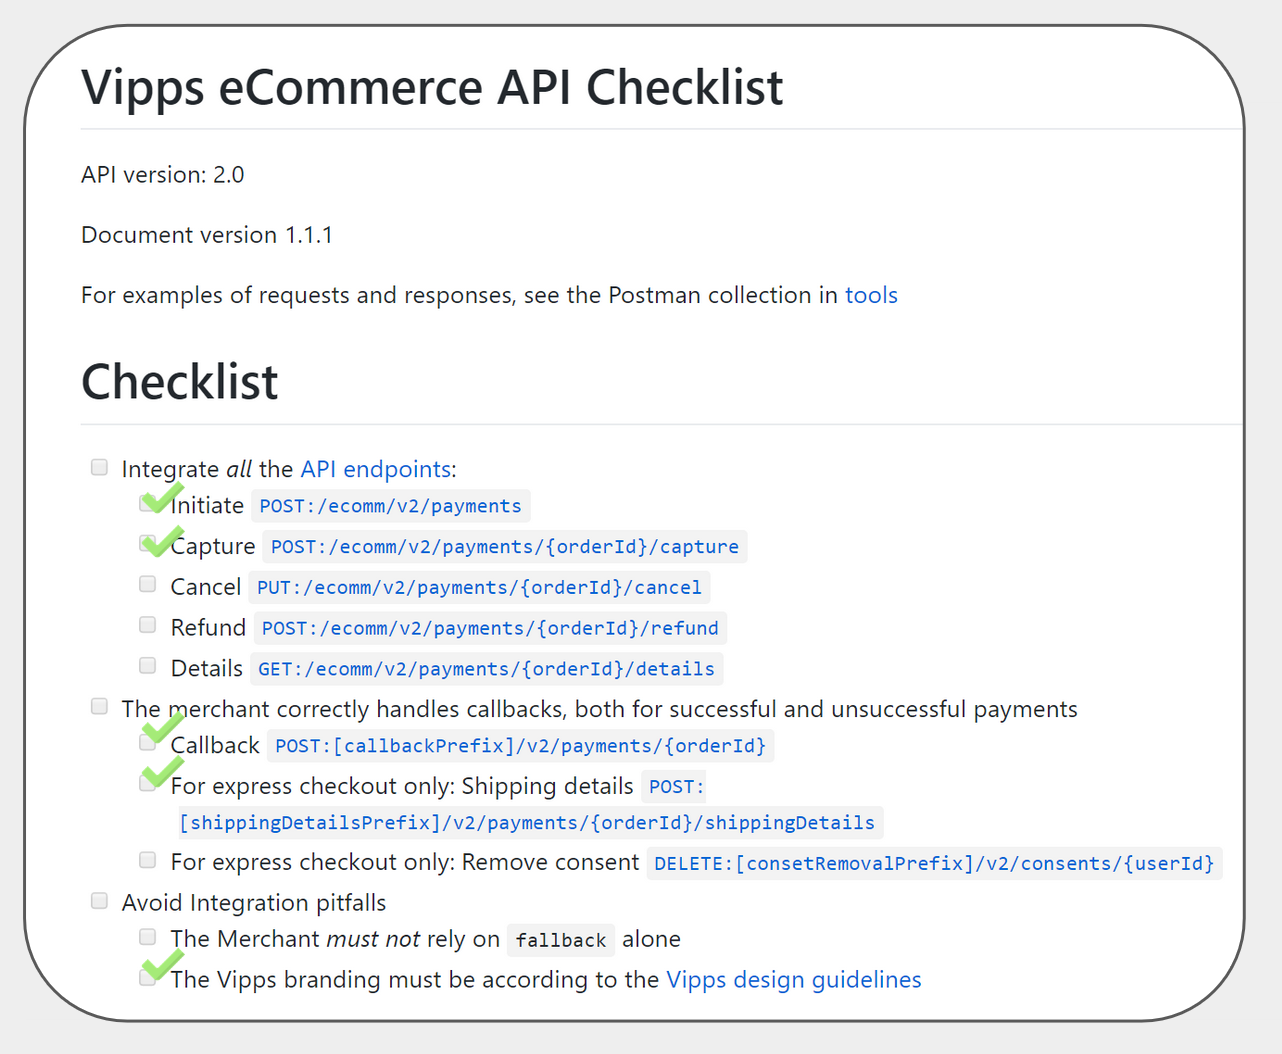 Vipps eCommerce API Checklist
API version: 2.0
Document version 1.1.1
For examples of requests and responses, see the Postman collection in tools
Checklist
Integrate all the API endpoints:
Initiate POST:/ecomm/v2/payments
Capture POST:/ecomm/v2/payments/{orderId}/capture
Cancel PUT:/ecomm/v2/payments/{orderId}/cancel
Refund POST:/ecomm/v2/payments/{orderId}/refund
Details GET:/ecomm/v2/payments/{orderId}/details
The merchant correctly handles callbacks, both for successful and unsuccessful payments
Callback POST:[callbackPrefix]/v2/payments/{orderId}
For express checkout only: Shipping details POST:
[shippingDetailsPrefix]/v2/payments/{orderId}/shippingDetails
For express checkout only: Remove consent DELETE:[consetRemovalPrefix]/v2/consents/{userId}
Avoid Integration pitfalls
The Merchant must not rely on fallback alone
The Vipps branding must be according to the Vipps design guidelines